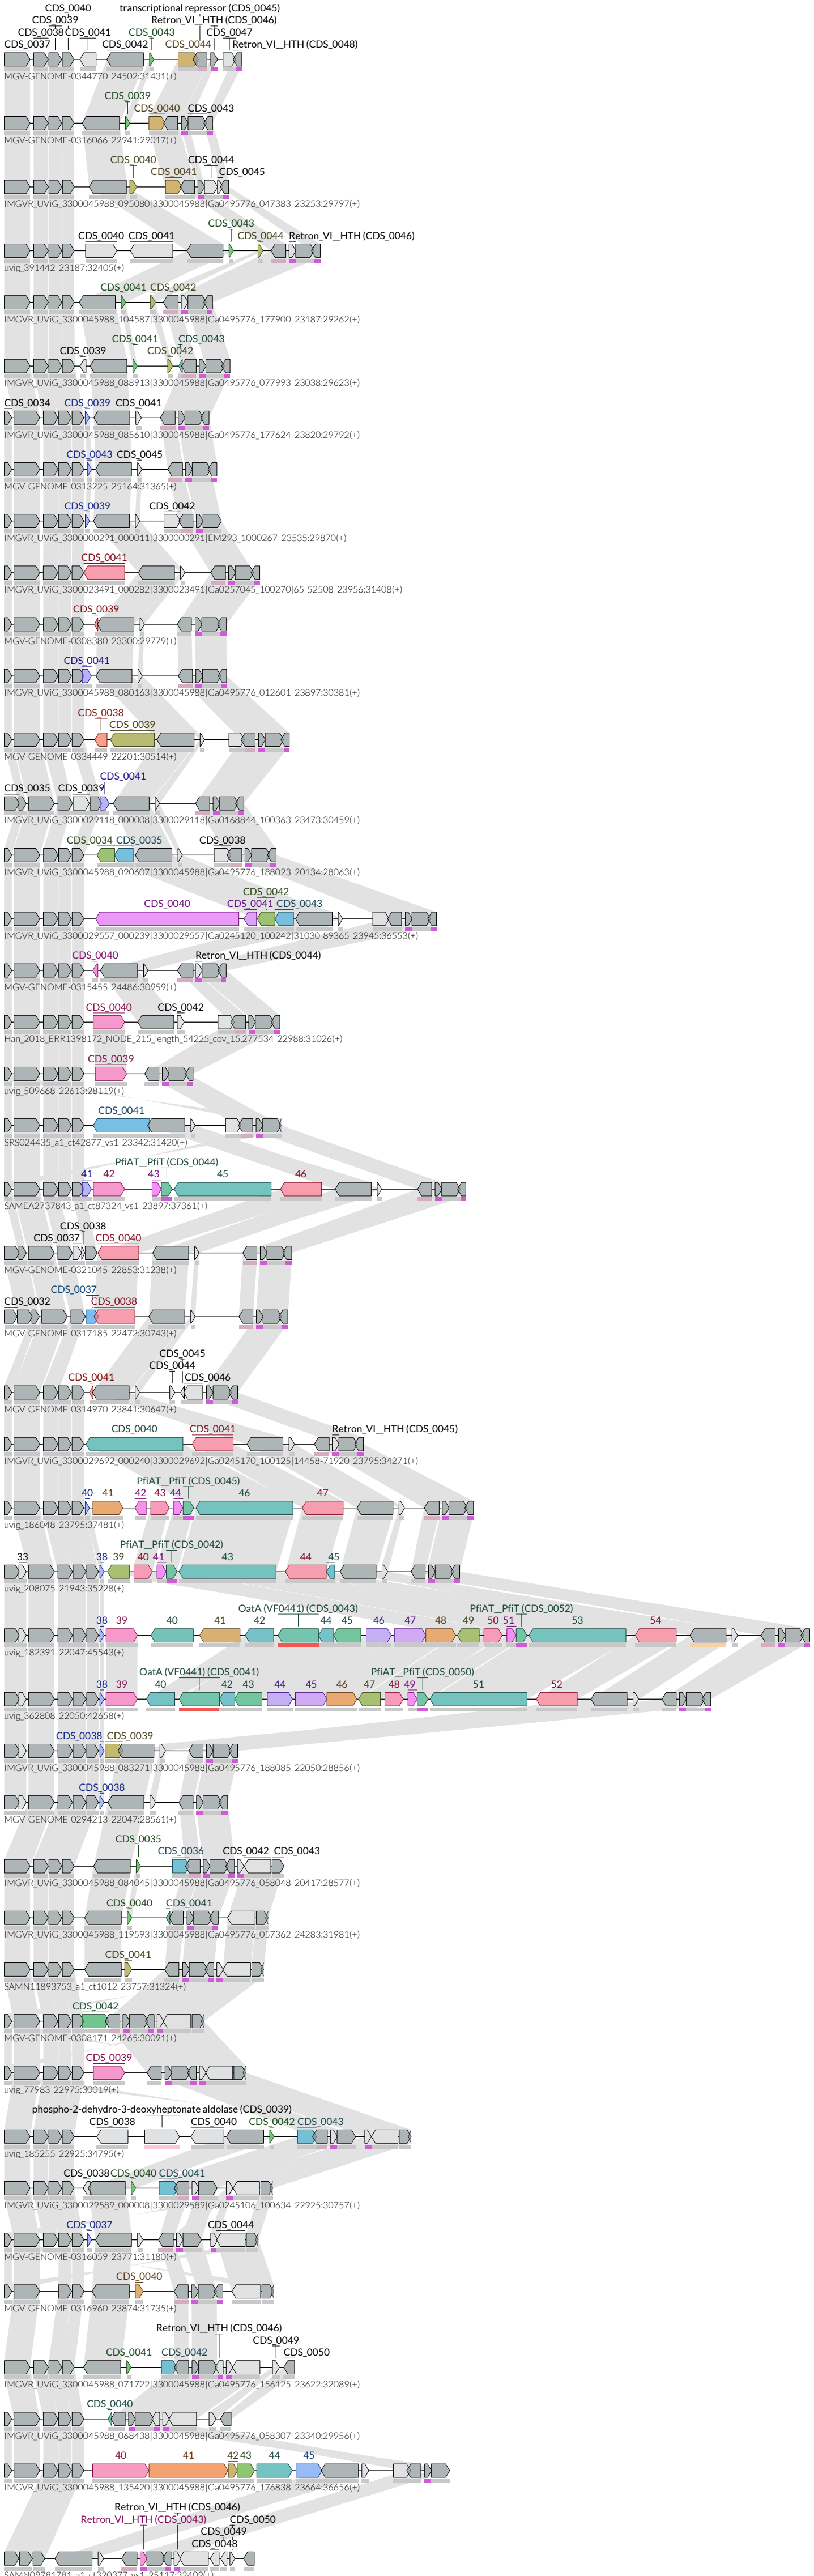 CDS_0040 transcriptional repressor (CDS_0045)
CDS_0039 Retron_VI__HTH (CDS_0046)
CDS_0038 CDS_0041 CDS_0043 CDS_0047
CDS_0037 CDS_0042 CDS_0044 Retron_VI__HTH (CDS_0048)
MGV-GENOME-0344770 24502:31431(+)
CDS_0039
CDS_0040 CDS_0043
MGV-GENOME-0316066 22941:29017(+)
CDS_0040 CDS_0044
CDS_0041 CDS_0045
IMGVR_UViG_3300045988_095080|3300045988|Ga0495776_047383 23253:29797(+)
CDS_0043
CDS_0040 CDS_0041 CDS_0044 Retron_VI__HTH (CDS_0046)
uvig_391442 23187:32405(+)
CDS_0041 CDS_0042
IMGVR_UViG_3300045988_104587|3300045988|Ga0495776_177900 23187:29262(+)
CDS_0041 CDS_0043
CDS_0039 CDS_0042
IMGVR_UViG_3300045988_088913|3300045988|Ga0495776_077993 23038:29623(+)
CDS_0034 CDS_0039 CDS_0041
IMGVR_UViG_3300045988_085610|3300045988|Ga0495776_177624 23820:29792(+)
CDS_0043 CDS_0045
MGV-GENOME-0313225 25164:31365(+)
CDS_0039 CDS_0042
IMGVR_UViG_3300000291_000011|3300000291|EM293_1000267 23535:29870(+)
CDS_0041
IMGVR_UViG_3300023491_000282|3300023491|Ga0257045_100270|65-52508 23956:31408(+)
CDS_0039
MGV-GENOME-0308380 23300:29779(+)
CDS_0041
IMGVR_UViG_3300045988_080163|3300045988|Ga0495776_012601 23897:30381(+)
CDS_0038
CDS_0039
MGV-GENOME-0334449 22201:30514(+)
CDS_0041
CDS_0035 CDS_0039
IMGVR_UViG_3300029118_000008|3300029118|Ga0168844_100363 23473:30459(+)
CDS_0034 CDS_0035 CDS_0038
IMGVR_UViG_3300045988_090607|3300045988|Ga0495776_188023 20134:28063(+)
CDS_0042
CDS_0040 CDS_0041 CDS_0043
IMGVR_UViG_3300029557_000239|3300029557|Ga0245120_100242|31030-89365 23945:36553(+)
CDS_0040 Retron_VI__HTH (CDS_0044)
MGV-GENOME-0315455 24486:30959(+)
CDS_0040 CDS_0042
Han_2018_ERR1398172_NODE_215_length_54225_cov_15.277534 22988:31026(+)
CDS_0039
uvig_509668 22613:28119(+)
CDS_0041
SRS024435_a1_ct42877_vs1 23342:31420(+)
PfiAT__PfiT (CDS_0044)
41 42 43 45 46
SAMEA2737843_a1_ct87324_vs1 23897:37361(+)
CDS_0038
CDS_0037 CDS_0040
MGV-GENOME-0321045 22853:31238(+)
CDS_0037
CDS_0032 CDS_0038
MGV-GENOME-0317185 22472:30743(+)
CDS_0045
CDS_0044
CDS_0041 CDS_0046
MGV-GENOME-0314970 23841:30647(+)
CDS_0040 CDS_0041 Retron_VI__HTH (CDS_0045)
IMGVR_UViG_3300029692_000240|3300029692|Ga0245170_100125|14458-71920 23795:34271(+)
PfiAT__PfiT (CDS_0045)
40 41 42 43 44 46 47
uvig_186048 23795:37481(+)
PfiAT__PfiT (CDS_0042)
33 38 39 40 41 43 44 45
uvig_208075 21943:35228(+)
OatA (VF0441) (CDS_0043) PfiAT__PfiT (CDS_0052)
38 39 40 41 42 44 45 46 47 48 49 50 51 53 54
uvig_182391 22047:45543(+)
OatA (VF0441) (CDS_0041) PfiAT__PfiT (CDS_0050)
38 39 40 42 43 44 45 46 47 48 49 51 52
uvig_362808 22050:42658(+)
CDS_0038 CDS_0039
IMGVR_UViG_3300045988_083271|3300045988|Ga0495776_188085 22050:28856(+)
CDS_0038
MGV-GENOME-0294213 22047:28561(+)
CDS_0035
CDS_0036 CDS_0042 CDS_0043
IMGVR_UViG_3300045988_084045|3300045988|Ga0495776_058048 20417:28577(+)
CDS_0040 CDS_0041
IMGVR_UViG_3300045988_119593|3300045988|Ga0495776_057362 24283:31981(+)
CDS_0041
SAMN11893753_a1_ct1012 23757:31324(+)
CDS_0042
MGV-GENOME-0308171 24265:30091(+)
CDS_0039
uvig_77983 22975:30019(+)
phospho-2-dehydro-3-deoxyheptonate aldolase (CDS_0039)
CDS_0038 CDS_0040 CDS_0042 CDS_0043
uvig_185255 22925:34795(+)
CDS_0038 CDS_0040 CDS_0041
IMGVR_UViG_3300029589_000008|3300029589|Ga0245106_100634 22925:30757(+)
CDS_0037 CDS_0044
MGV-GENOME-0316059 23771:31180(+)
CDS_0040
MGV-GENOME-0316960 23874:31735(+)
Retron_VI__HTH (CDS_0046)
CDS_0049
CDS_0041 CDS_0042 CDS_0050
IMGVR_UViG_3300045988_071722|3300045988|Ga0495776_156125 23622:32089(+)
CDS_0040
IMGVR_UViG_3300045988_068438|3300045988|Ga0495776_058307 23340:29956(+)
40 41 42 43 44 45
IMGVR_UViG_3300045988_135420|3300045988|Ga0495776_176838 23664:36656(+)
Retron_VI__HTH (CDS_0046)
Retron_VI__HTH (CDS_0043) CDS_0050
CDS_0049
CDS_0048
SAMN09781781_a1_ct220377_vs1 25117:32409(+)